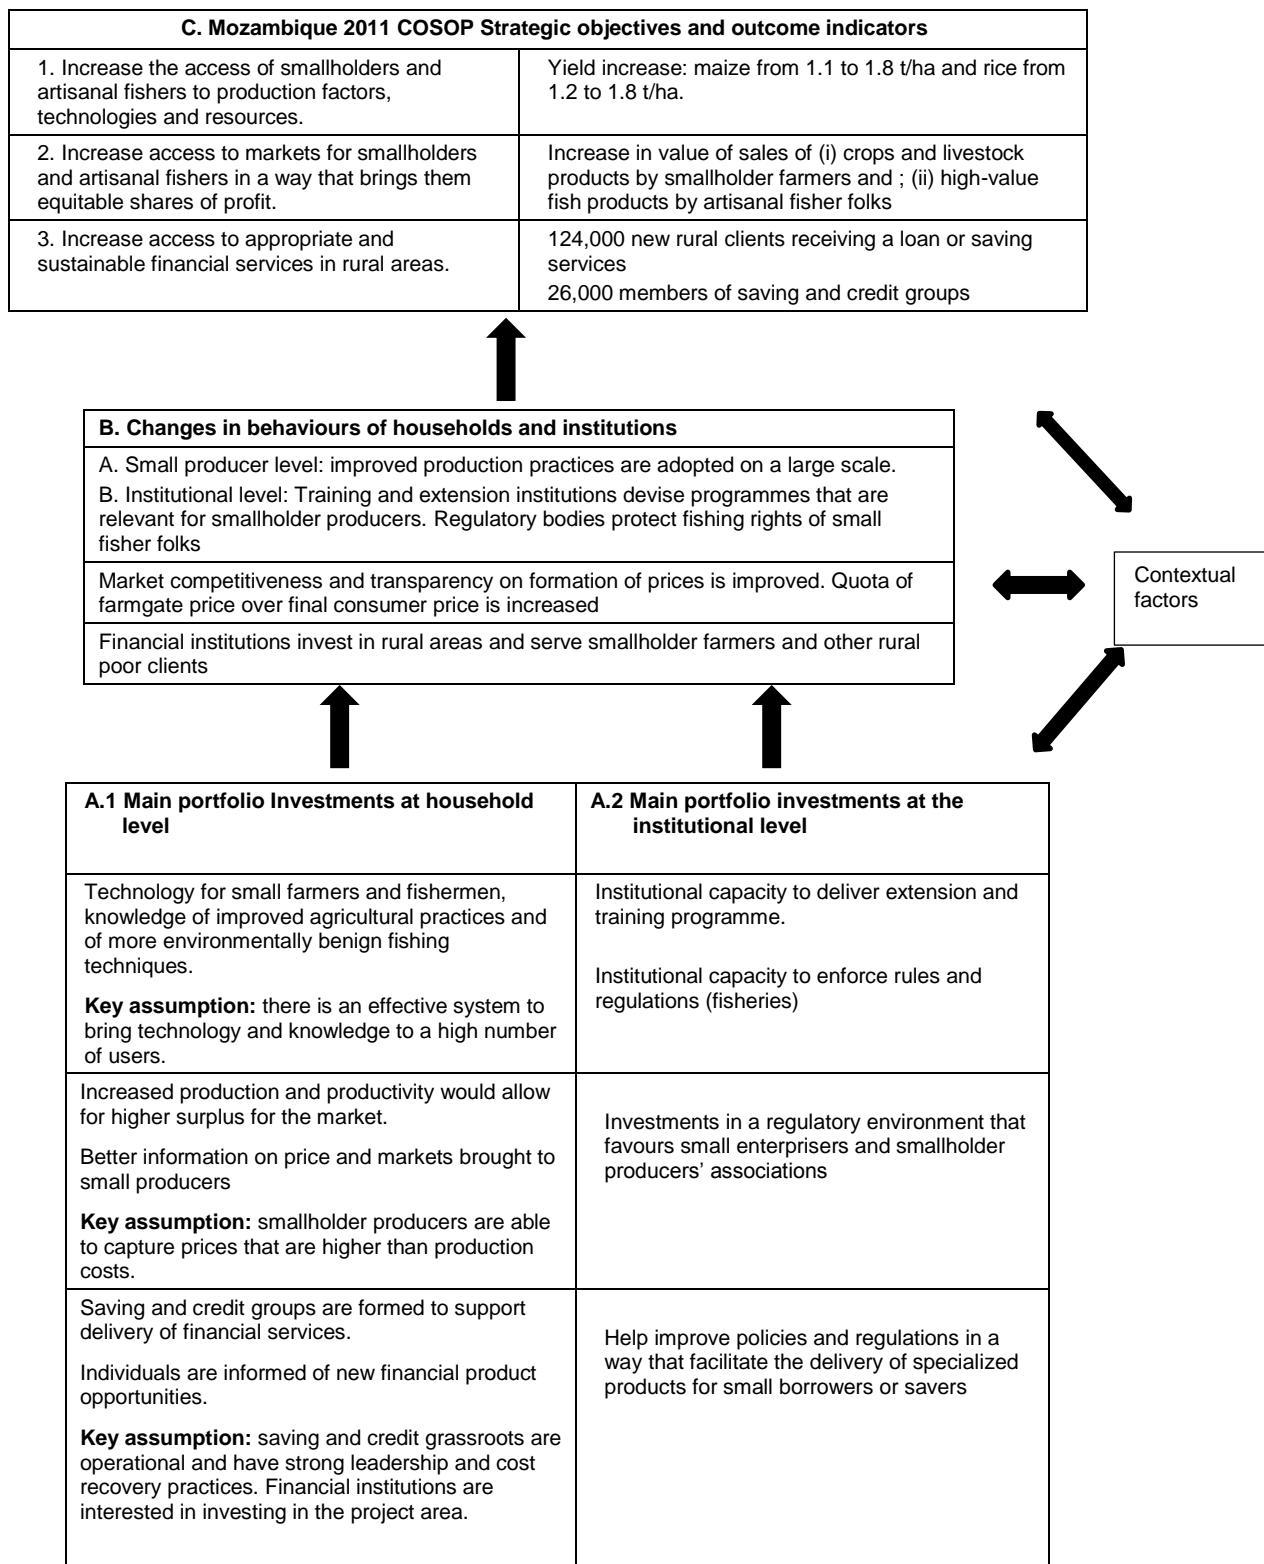 C. Mozambique 2011 COSOP Strategic objectives and outcome indicators
1. Increase the access of smallholders and
artisanal fishers to production factors,
technologies and resources.
Yield increase: maize from 1.1 to 1.8 t/ha and rice from
1.2 to 1.8 t/ha.
2. Increase access to markets for smallholders
and artisanal fishers in a way that brings them
equitable shares of profit.
Increase in value of sales of (i) crops and livestock
products by smallholder farmers and ; (ii) high-value
fish products by artisanal fisher folks
3. Increase access to appropriate and
sustainable financial services in rural areas.
124,000 new rural clients receiving a loan or saving
services
26,000 members of saving and credit groups
B. Changes in behaviours of households and institutions
A. Small producer level: improved production practices are adopted on a large scale.
B. Institutional level: Training and extension institutions devise programmes that are
relevant for smallholder producers. Regulatory bodies protect fishing rights of small
fisher folks
Market competitiveness and transparency on formation of prices is improved. Quota of
farmgate price over final consumer price is increased
Financial institutions invest in rural areas and serve smallholder farmers and other rural
poor clients
Contextual
factors
A.1 Main portfolio Investments at household
level
A.2 Main portfolio investments at the
institutional level
Technology for small farmers and fishermen,
knowledge of improved agricultural practices and
of more environmentally benign fishing
techniques.
Key assumption: there is an effective system to
bring technology and knowledge to a high number
of users.
Institutional capacity to deliver extension and
training programme.
Institutional capacity to enforce rules and
regulations (fisheries)
Increased production and productivity would allow
for higher surplus for the market.
Better information on price and markets brought to
small producers
Key assumption: smallholder producers are able
to capture prices that are higher than production
costs.
Investments in a regulatory environment that
favours small enterprisers and smallholder
producers' associations
Saving and credit groups are formed to support
delivery of financial services.
Individuals are informed of new financial product
opportunities.
Key assumption: saving and credit grassroots are
operational and have strong leadership and cost
recovery practices. Financial institutions are
interested in investing in the project area.
Help improve policies and regulations in a
way that facilitate the delivery of specialized
products for small borrowers or savers